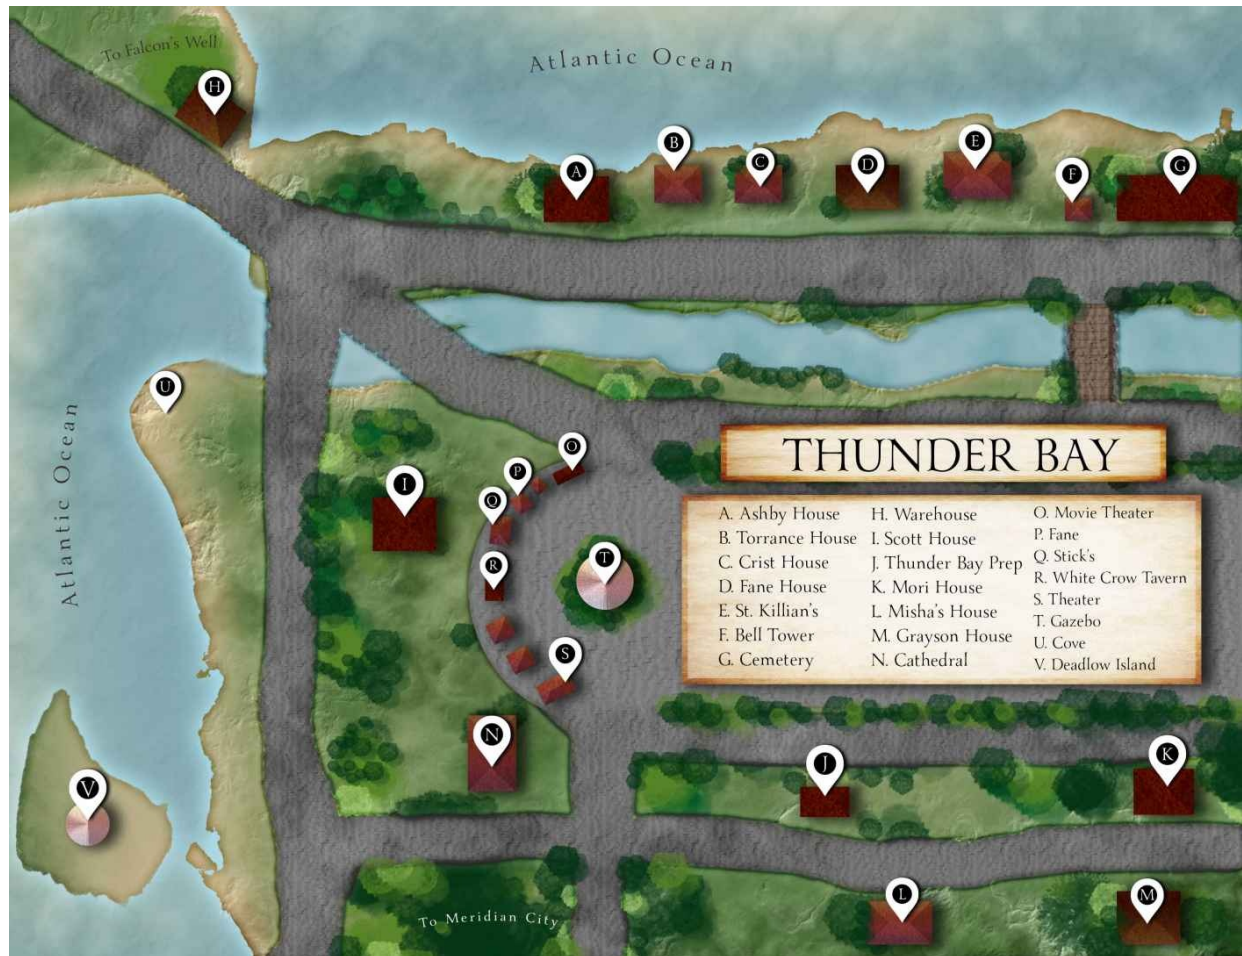 To Falcon's Well
Atlantic Ocean
H
A
B
C
D
E
F
G
U
Atlantic Ocean
I
O
P
Q
R
S
T
THUNDER BAY
A. Ashby House
B. Torrance House
C. Crist House
D. Fane House
E. St. Killian's
F. Bell Tower
G. Cemetery
H. Warehouse
I. Scott House
J. Thunder Bay Prep
K. Mori House
L. Misha's House
M. Grayson House
N. Cathedral
O. Movie Theater
P. Fane
Q. Stick's
R. White Crow Tavern
S. Theater
T. Gazebo
U. Cove
V. Deadlow Island
N
J
K
V
L
M
To Meridian City